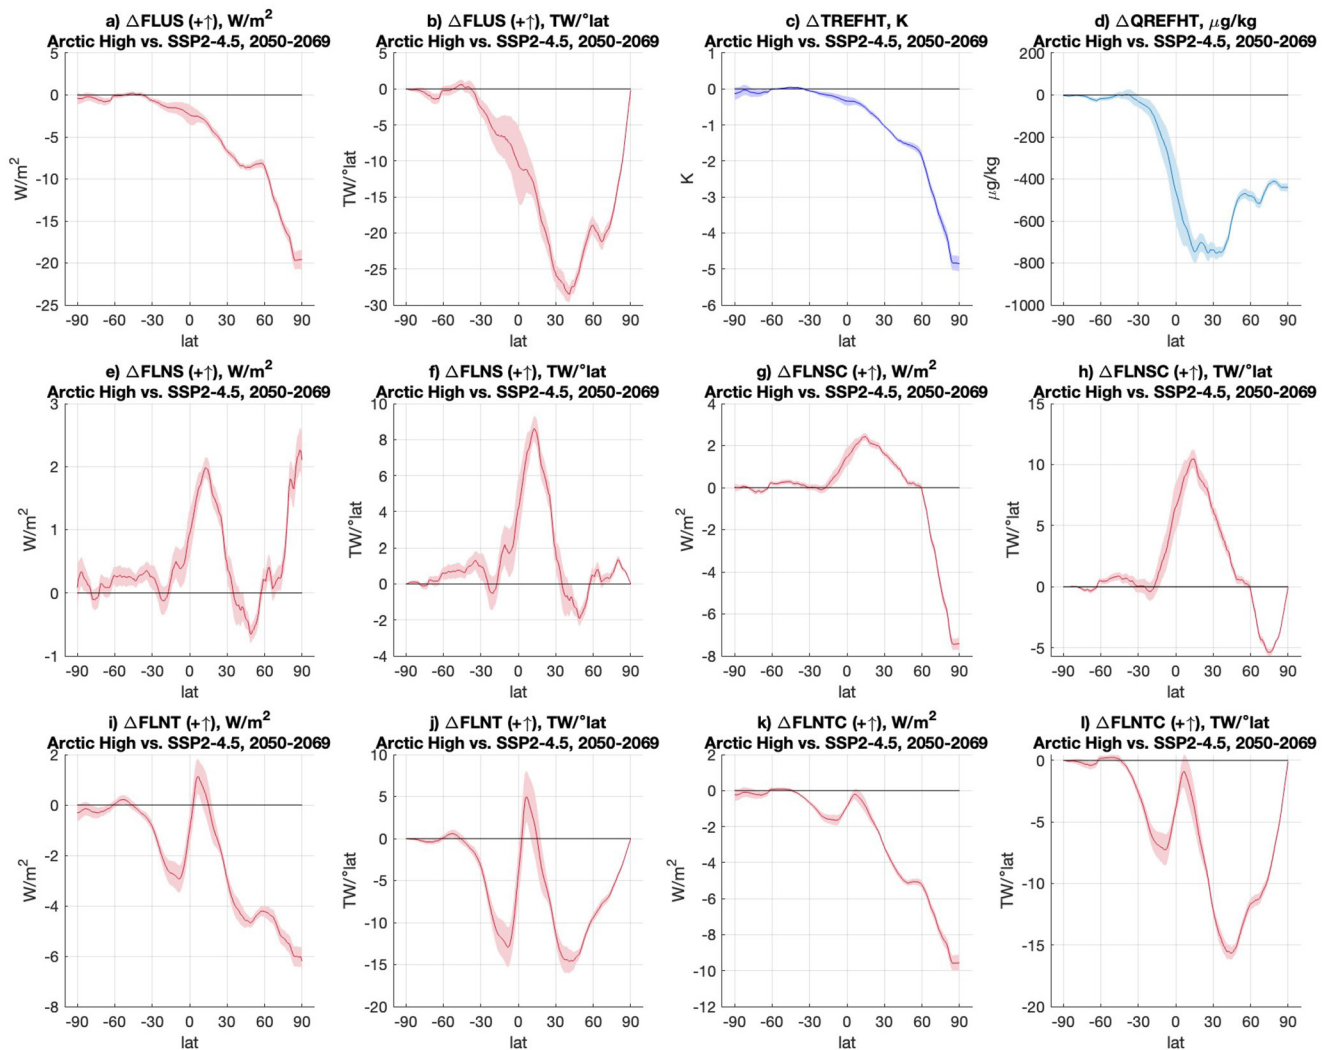 a) △FLUS (+↑), W/m²
Arctic High vs. SSP2-4.5, 2050-2069
5
0
-5
-10
-15
-20
-25
W/m²
-90 -60 -30 0 30 60 90
lat
b) △FLUS (+↑), TW/°lat
Arctic High vs. SSP2-4.5, 2050-2069
5
0
-5
-10
-15
-20
-25
-30
TW/°lat
-90 -60 -30 0 30 60 90
lat
c) △TREFHT, K
Arctic High vs. SSP2-4.5, 2050-2069
1
0
-1
-2
-3
-4
-5
-6
K
-90 -60 -30 0 30 60 90
lat
d) △QREFHT, μg/kg
Arctic High vs. SSP2-4.5, 2050-2069
200
0
-200
-400
-600
-800
-1000
μg/kg
-90 -60 -30 0 30 60 90
lat
e) △FLNS (+↑), W/m²
Arctic High vs. SSP2-4.5, 2050-2069
3
2
1
0
-1
W/m²
-90 -60 -30 0 30 60 90
lat
f) △FLNS (+↑), TW/°lat
Arctic High vs. SSP2-4.5, 2050-2069
10
8
6
4
2
0
-2
-4
TW/°lat
-90 -60 -30 0 30 60 90
lat
g) △FLNSC (+↑), W/m²
Arctic High vs. SSP2-4.5, 2050-2069
4
2
0
-2
-4
-6
-8
W/m²
-90 -60 -30 0 30 60 90
lat
h) △FLNSC (+↑), TW/°lat
Arctic High vs. SSP2-4.5, 2050-2069
15
10
5
0
-5
TW/°lat
-90 -60 -30 0 30 60 90
lat
i) △FLNT (+↑), W/m²
Arctic High vs. SSP2-4.5, 2050-2069
2
0
-2
-4
-6
-8
W/m²
-90 -60 -30 0 30 60 90
lat
j) △FLNT (+↑), TW/°lat
Arctic High vs. SSP2-4.5, 2050-2069
10
5
0
-5
-10
-15
-20
TW/°lat
-90 -60 -30 0 30 60 90
lat
k) △FLNTC (+↑), W/m²
Arctic High vs. SSP2-4.5, 2050-2069
2
0
-2
-4
-6
-8
-10
-12
W/m²
-90 -60 -30 0 30 60 90
lat
l) △FLNTC (+↑), TW/°lat
Arctic High vs. SSP2-4.5, 2050-2069
0
-5
-10
-15
-20
TW/°lat
-90 -60 -30 0 30 60 90
lat